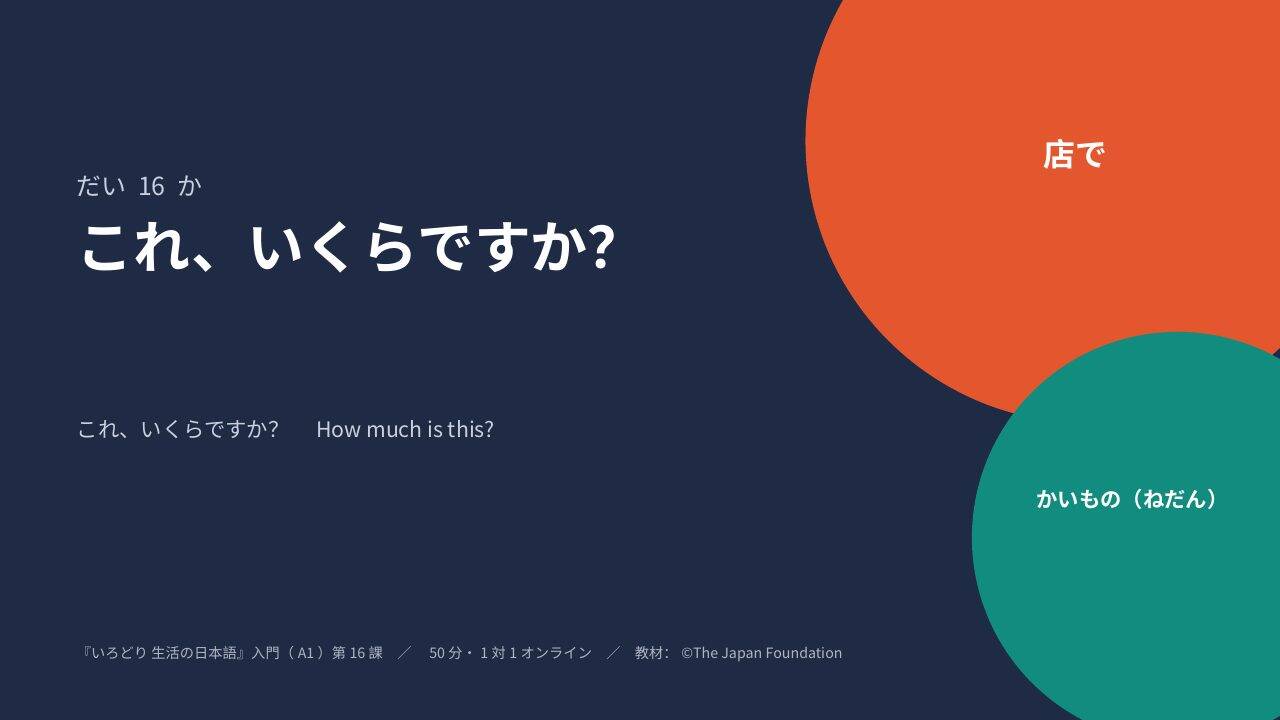 だい 16 か
これ、いくらですか?
これ、いくらですか? How much is this?
店で
かいもの（ねだん）
『いろどり 生活の日本語』入門（ A1 ）第 16 課 ／ 50 分・ 1 対 1 オンライン ／ 教材： ©The Japan Foundation